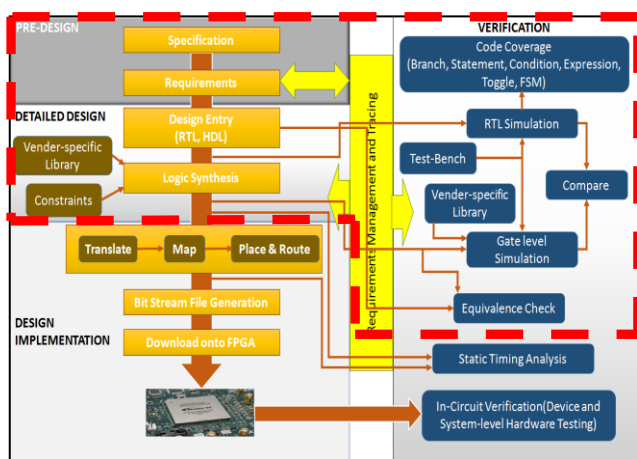 PRE-DESIGN
Specification
Requirements
DETAILED DESIGN
Design Entry
(RTL, HDL)
Vender-specific
Library
Logic Synthesis
Constraints
Translate
Map
Place & Route
Bit Stream File Generation
DESIGN
IMPLEMENTATION
Download onto FPGA
Requirements Management and Tracing
VERIFICATION
Code Coverage
(Branch, Statement, Condition, Expression,
Toggle, FSM)
RTL Simulation
Test-Bench
Compare
Vender-specific
Library
Gate level
Simulation
Equivalence Check
Static Timing Analysis
In-Circuit Verification(Device and
System-level Hardware Testing)